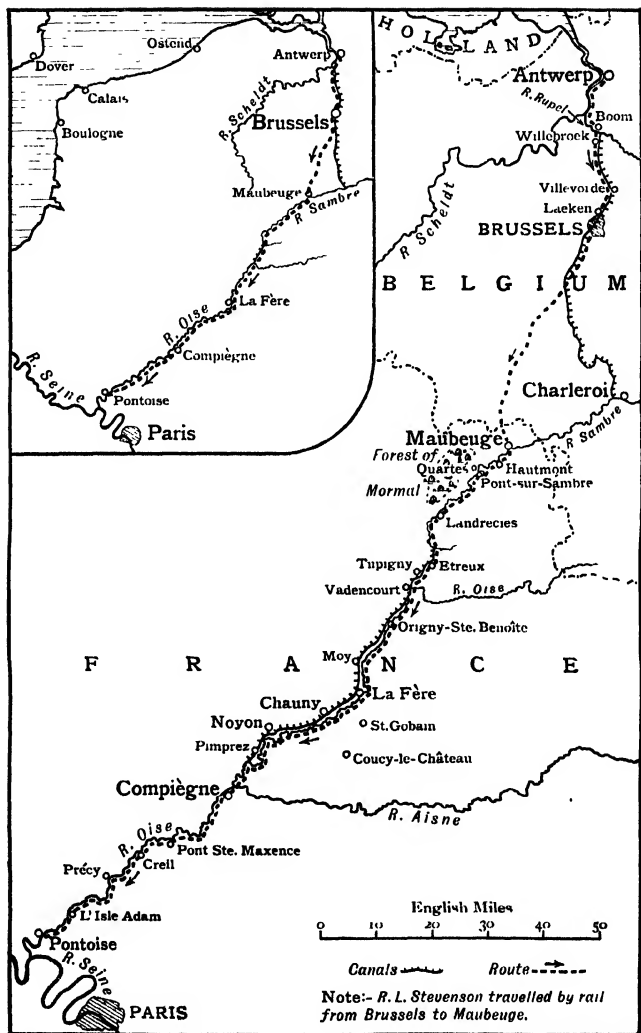 Dover
Ostend
Calais
Boulogne
Antwerp
R. Scheldt
Brussels
Maubeuge
R Sambre
La Fère
R. Oise
Compiègne
R. Seine
Pontoise
Paris
HOLLAND
Antwerp
R. Rupel
Boom
Willebroek
Villevorde
Laeken
BRUSSELS
R Scheldt
BELGIUM
Charleroi
Maubeuge
R Sambre
Forest of
Quartes
Hautmont
Mormal
Pont-sur-Sambre
Landrecies
Tupigny
Etreux
Vadencourt
R. Oise
Origny-Ste. Benoîte
Moy
FRANCE
La Fère
Chauny
Noyon
St. Gobain
Pimprez
Coucy-le-Château
Compiègne
R. Aisne
R. Oise
Pont Ste. Maxence
Creil
Précy
L' Isle Adam
Pontoise
R. Seine
PARIS
English Miles
0 10 20 30 40 50
Canals Route
Note:- R. L. Stevenson travelled by rail
from Brussels to Maubeuge.